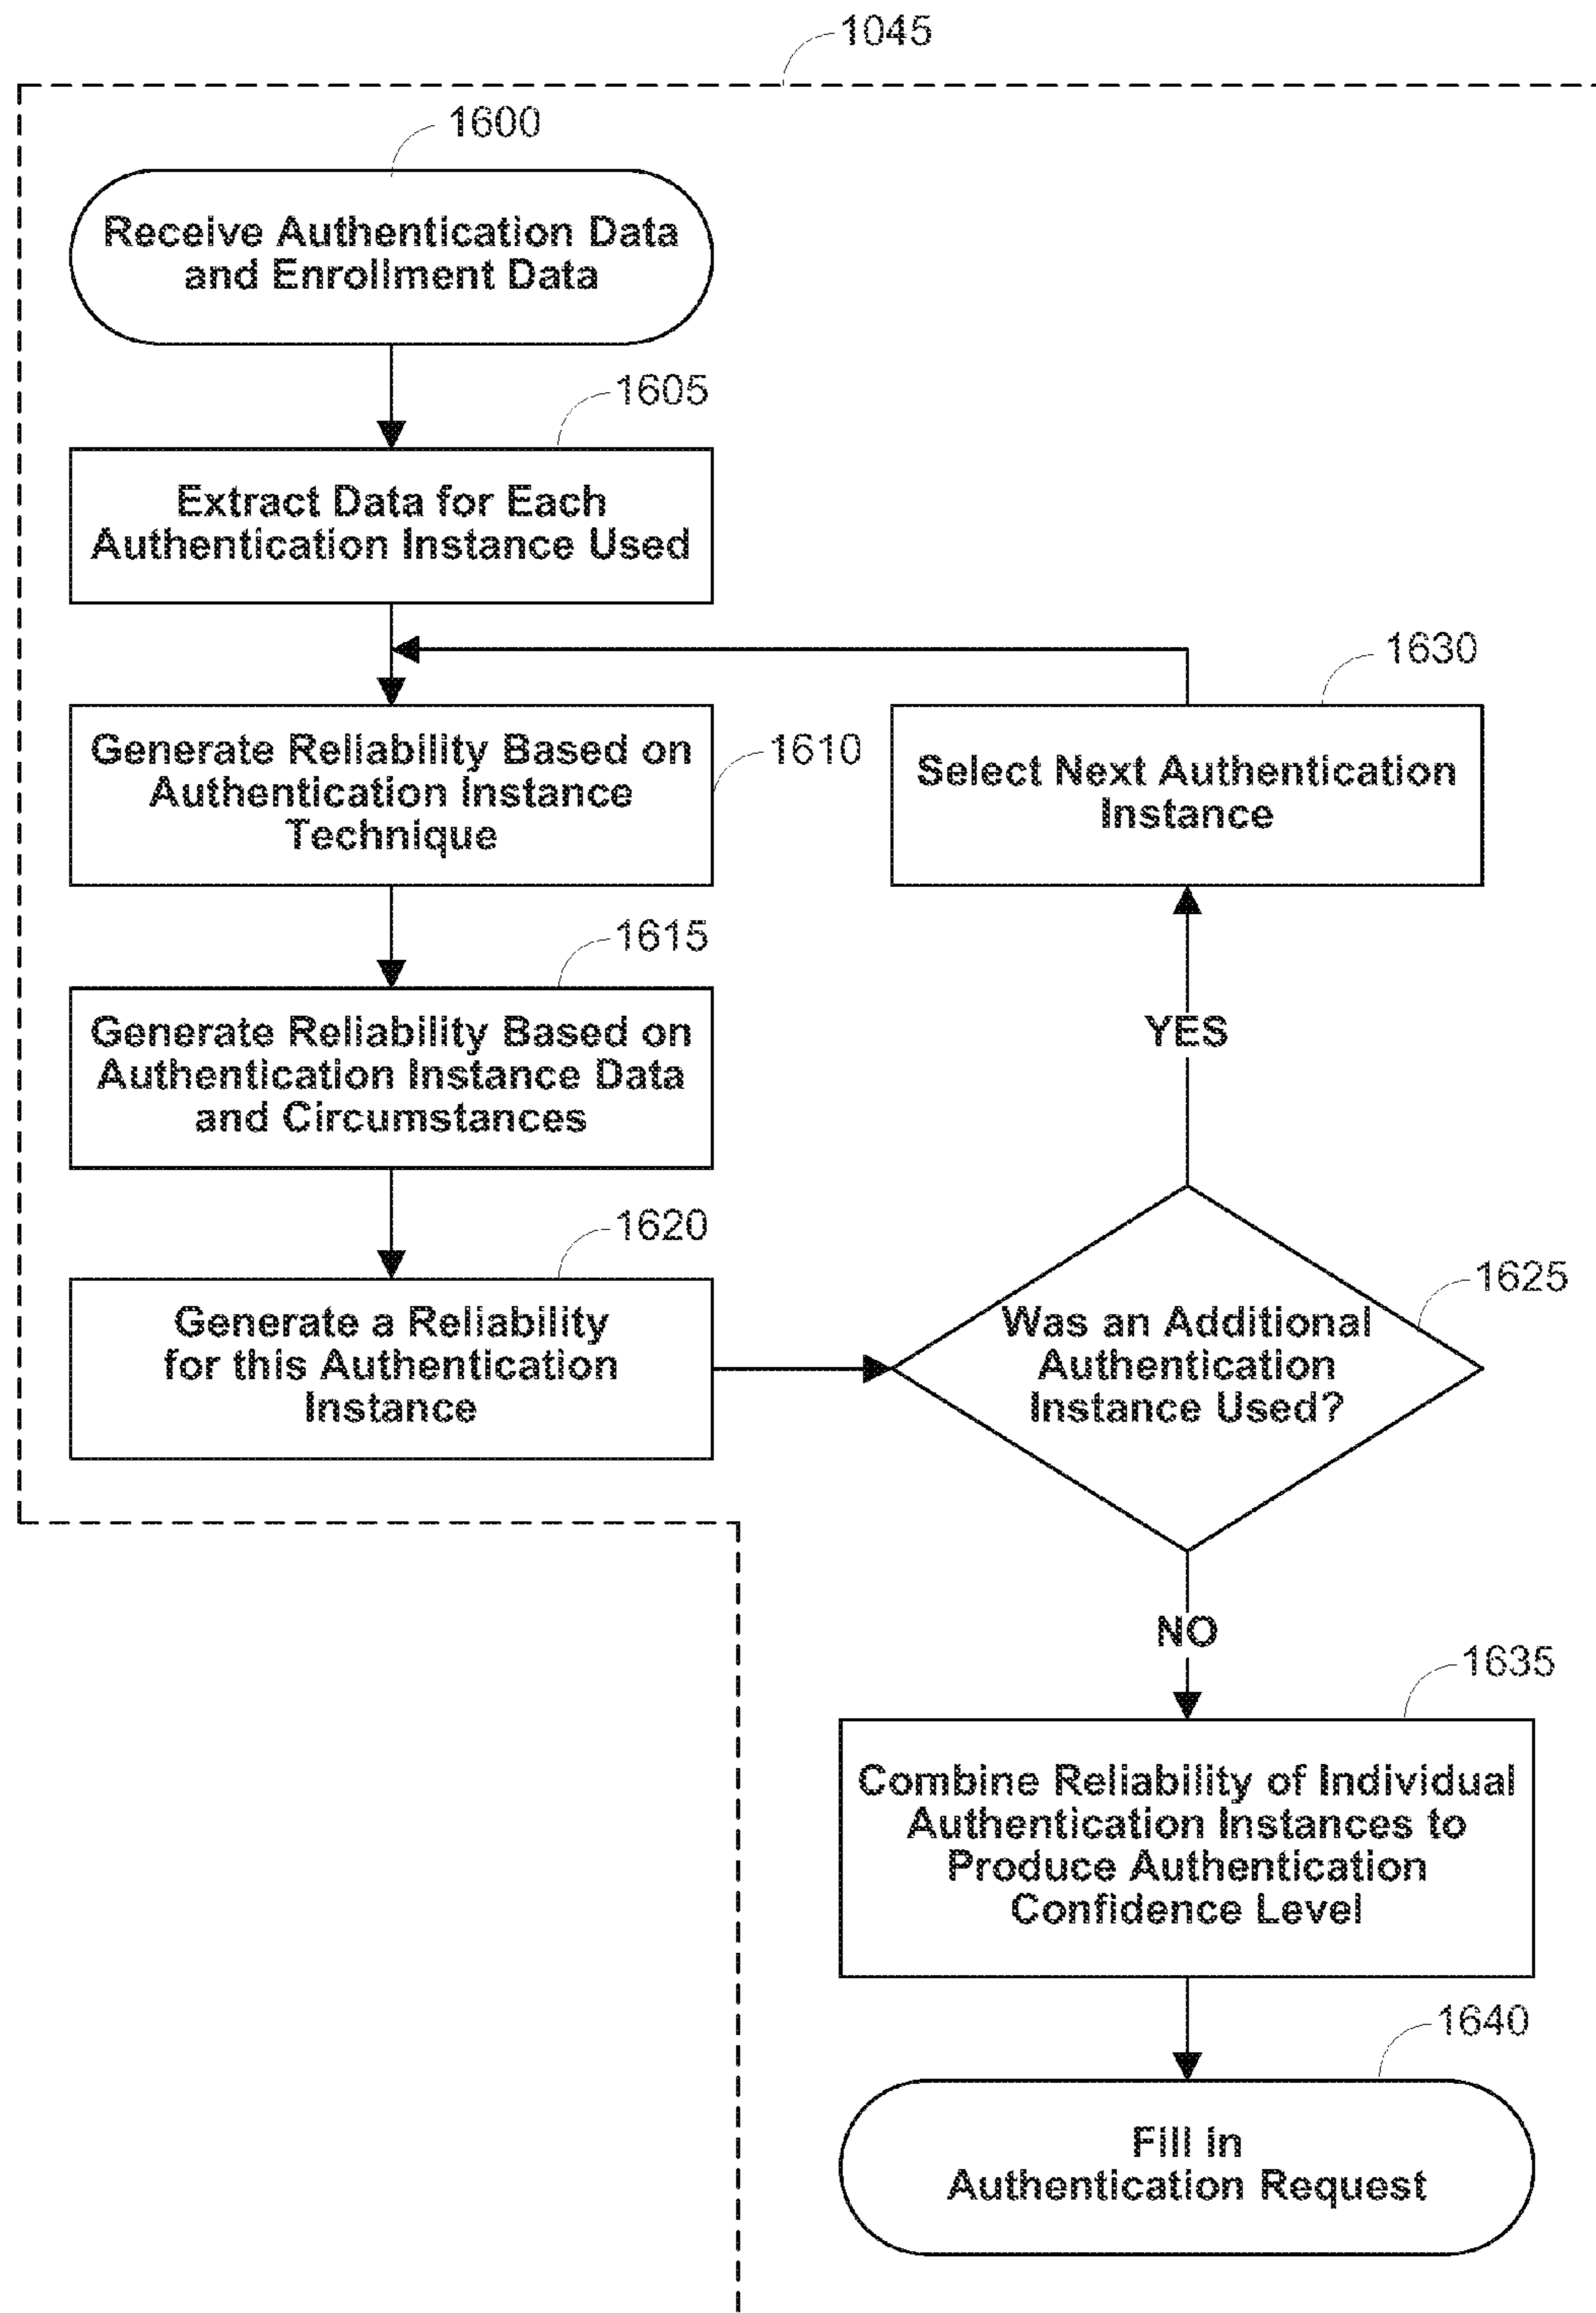 1045
1600
Receive Authentication Data
and Enrollment Data
1605
Extract Data for Each
Authentication Instance Used
1630
Generate Reliability Based on
Authentication Instance
Technique
1610
Select Next Authentication
Instance
1615
Generate Reliability Based on
Authentication Instance Data
and Circumstances
YES
1620
Generate a Reliability
for this Authentication
Instance
1625
Was an Additional
Authentication
Instance Used?
NO
1635
Combine Reliability of Individual
Authentication Instances to
Produce Authentication
Confidence Level
1640
Fill in
Authentication Request